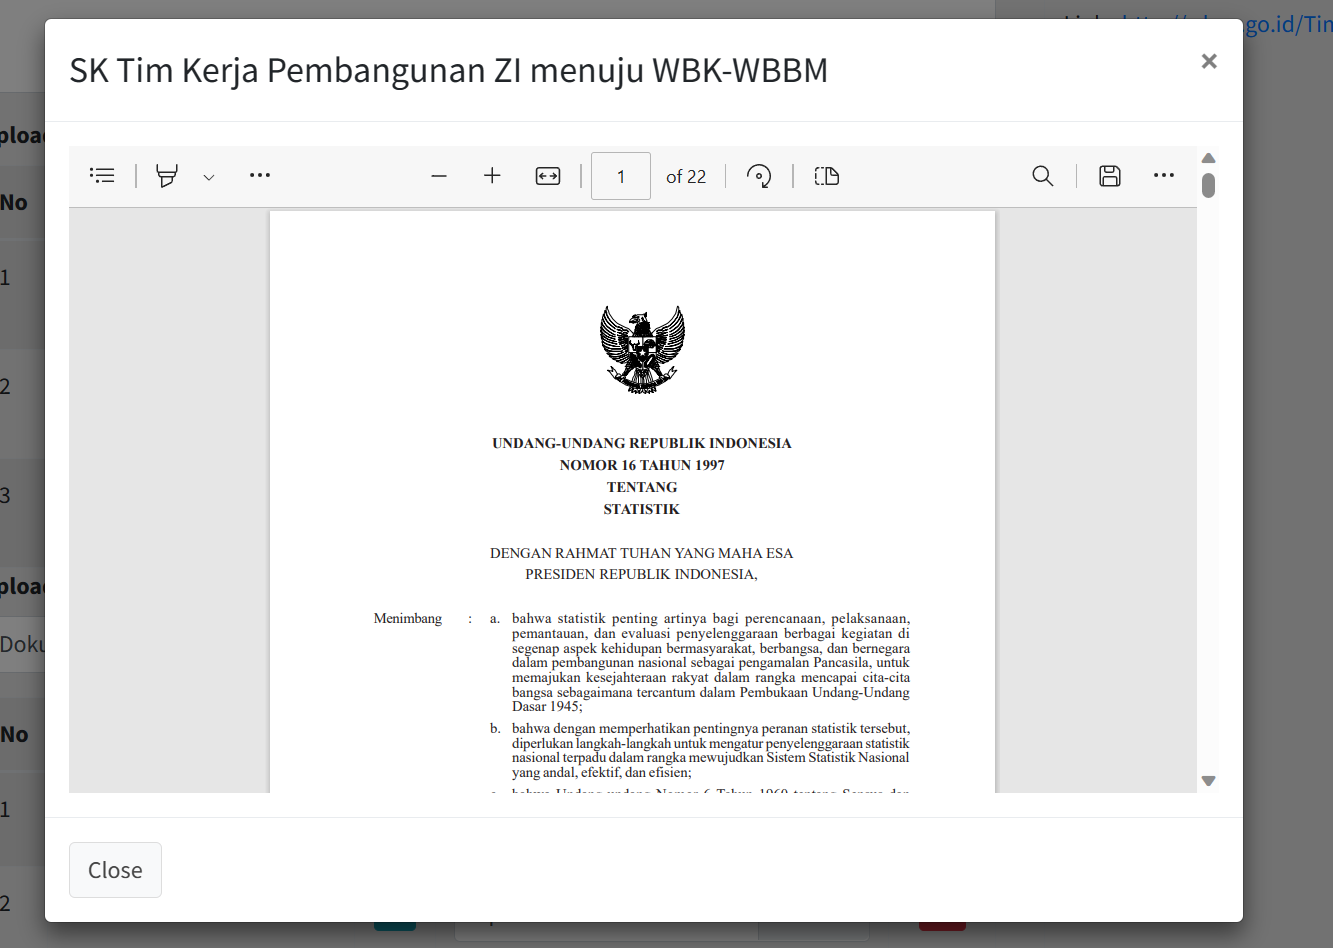 go.id/Tin
SK Tim Kerja Pembangunan ZI menuju WBK-WBBM
×
No
1 of 22
1
2
UNDANG-UNDANG REPUBLIK INDONESIA
NOMOR 16 TAHUN 1997
TENTANG
STATISTIK
3
DENGAN RAHMAT TUHAN YANG MAHA ESA
PRESIDEN REPUBLIK INDONESIA,
Menimbang : a. bahwa statistik penting artinya bagi perencanaan, pelaksanaan,
pemantauan, dan evaluasi penyelenggaraan berbagai kegiatan di
segenap aspek kehidupan bermasyarakat, berbangsa, dan bernegara
dalam pembangunan nasional sebagai pengamalan Pancasila, untuk
memajukan kesejahteraan rakyat dalam rangka mencapai cita-cita
bangsa sebagaimana tercantum dalam Pembukaan Undang-Undang
Dasar 1945;
b. bahwa dengan memperhatikan pentingnya peranan statistik tersebut,
diperlukan langkah-langkah untuk mengatur penyelenggaraan statistik
nasional terpadu dalam rangka mewujudkan Sistem Statistik Nasional
yang andal, efektif, dan efisien;
No
1
Close
2